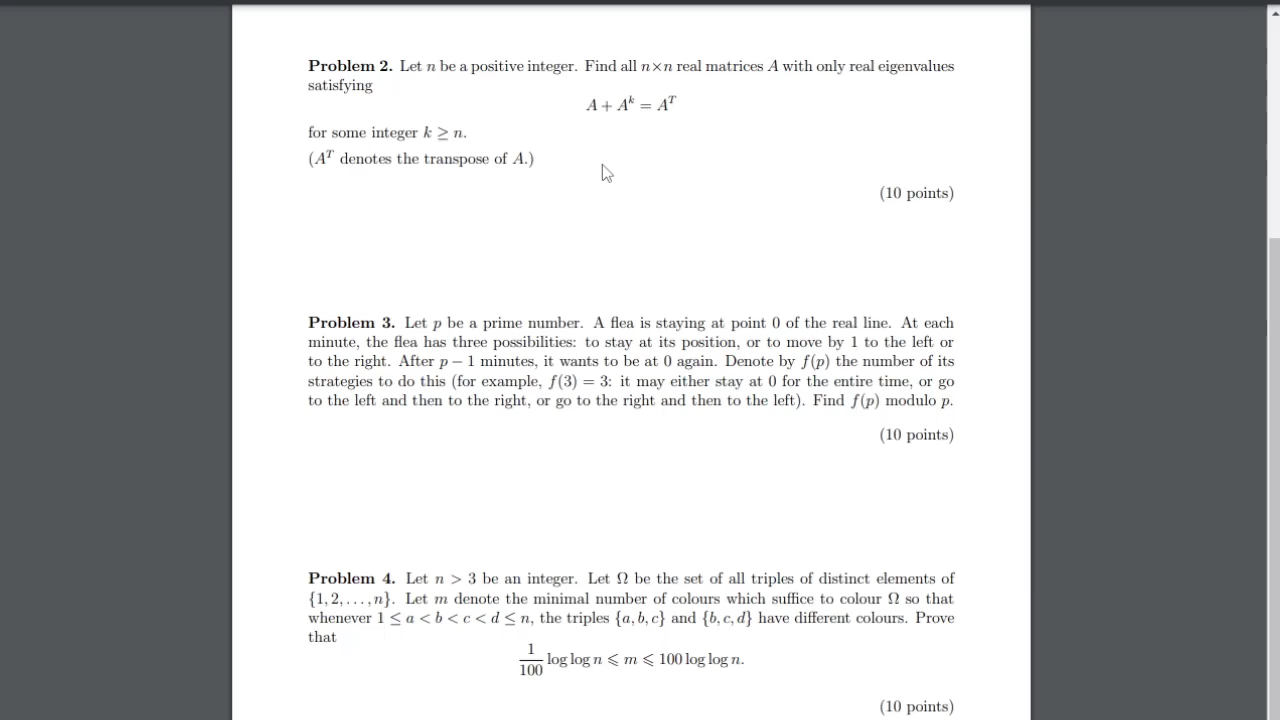 Problem 2. Let n be a positive integer. Find all n×n real matrices A with only real eigenvalues
satisfying
A + A^k = A^T
for some integer k ≥ n.
(A^T denotes the transpose of A.)
(10 points)
Problem 3. Let p be a prime number. A flea is staying at point 0 of the real line. At each
minute, the flea has three possibilities: to stay at its position, or to move by 1 to the left or
to the right. After p − 1 minutes, it wants to be at 0 again. Denote by f(p) the number of its
strategies to do this (for example, f(3) = 3: it may either stay at 0 for the entire time, or go
to the left and then to the right, or go to the right and then to the left). Find f(p) modulo p.
(10 points)
Problem 4. Let n > 3 be an integer. Let Ω be the set of all triples of distinct elements of
{1, 2, . . . , n}. Let m denote the minimal number of colours which suffice to colour Ω so that
whenever 1 ≤ a < b < c < d ≤ n, the triples {a, b, c} and {b, c, d} have different colours. Prove
that
1/100 log log n ⩽ m ⩽ 100 log log n.
(10 points)